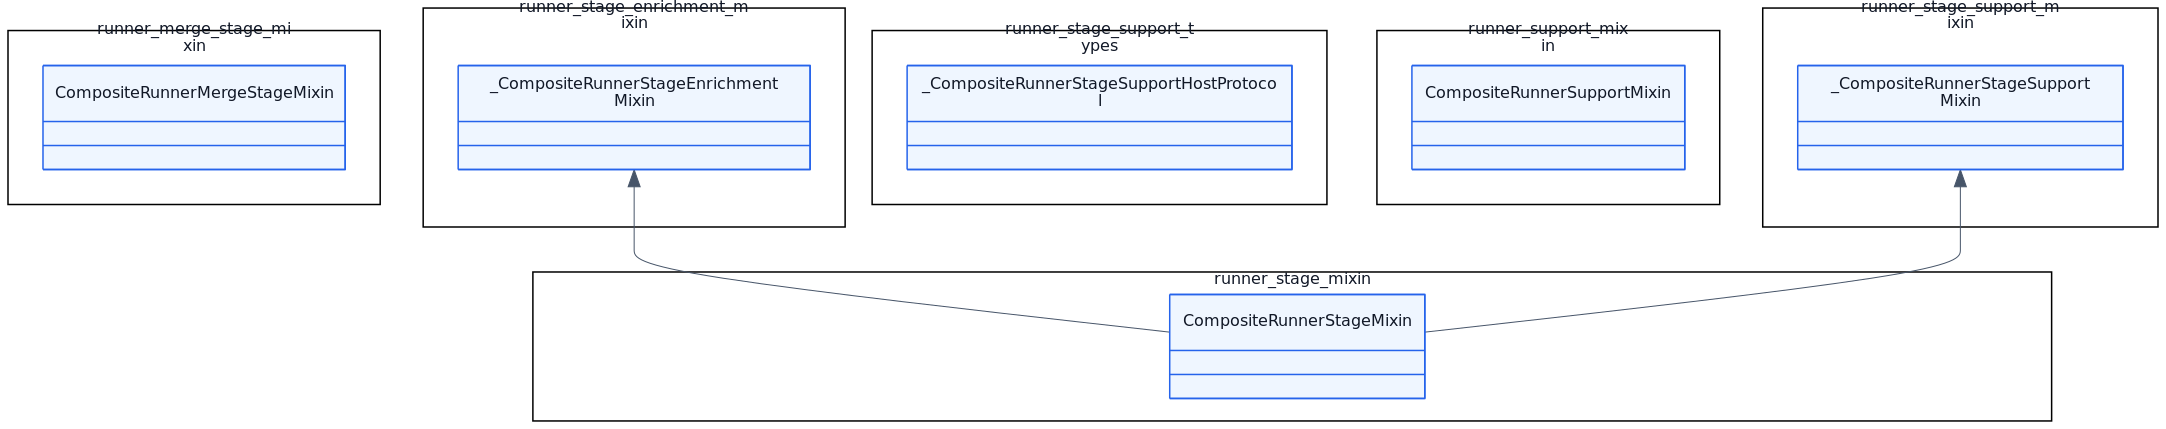 runner_merge_stage_mi
xin
CompositeRunnerMergeStageMixin
runner_stage_enrichment_m
ixin
_CompositeRunnerStageEnrichment
Mixin
runner_stage_support_t
ypes
_CompositeRunnerStageSupportHostProtoco
l
runner_support_mix
in
CompositeRunnerSupportMixin
runner_stage_support_m
ixin
_CompositeRunnerStageSupport
Mixin
runner_stage_mixin
CompositeRunnerStageMixin